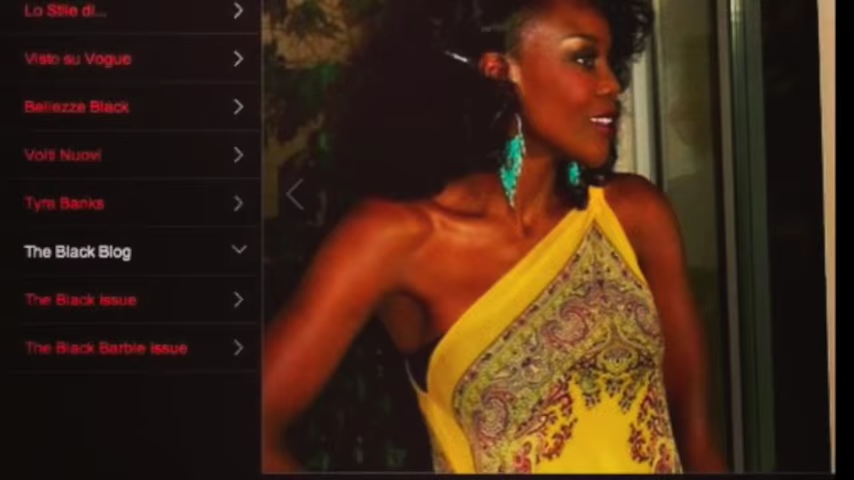 Lo Stile di...
Visto su Vogue
Bellezze Black
Volti Nuovi
Tyra Banks
The Black Blog
The Black Issue
The Black Barbie Issue